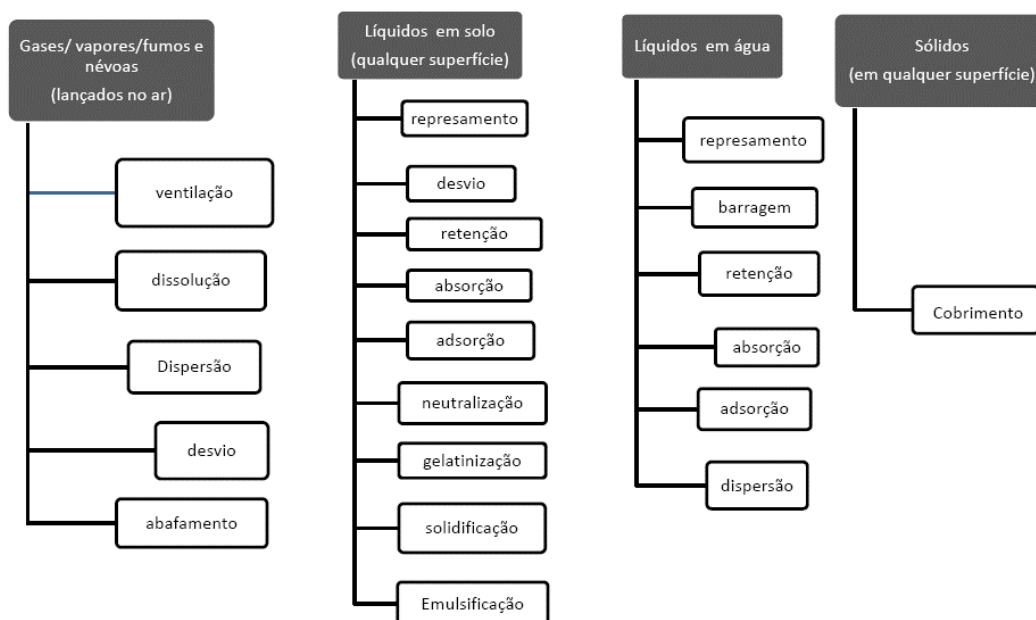 Gases/ vapores/fumos e
névoas
(lançados no ar)
ventilação
dissolução
Dispersão
desvio
abafamento
Líquidos em solo
(qualquer superfície)
represamento
desvio
retenção
absorção
adsorção
neutralização
gelatinização
solidificação
Emulsificação
Líquidos em água
represamento
barragem
retenção
absorção
adsorção
dispersão
Sólidos
(em qualquer superfície)
Cobrimento